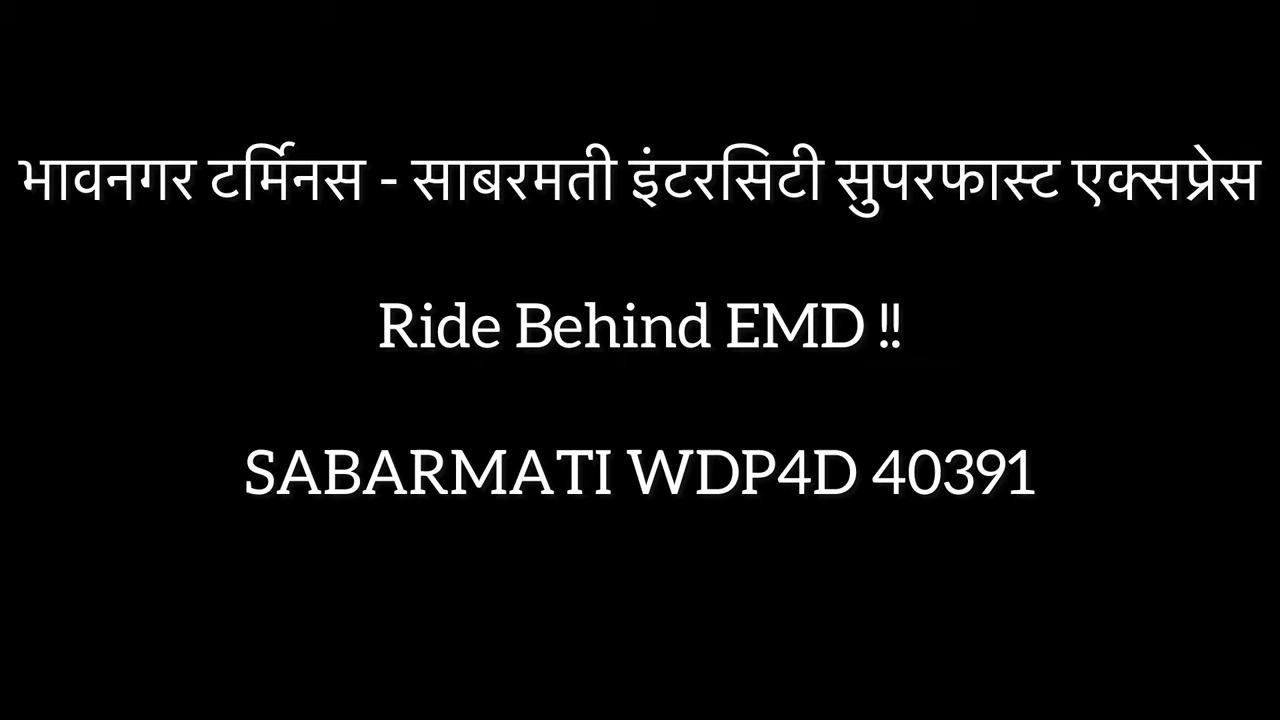 भावनगर टर्मिनस - साबरमती इंटरसिटी सुपरफास्ट एक्सप्रेस
Ride Behind EMD !!
SABARMATI WDP4D 40391